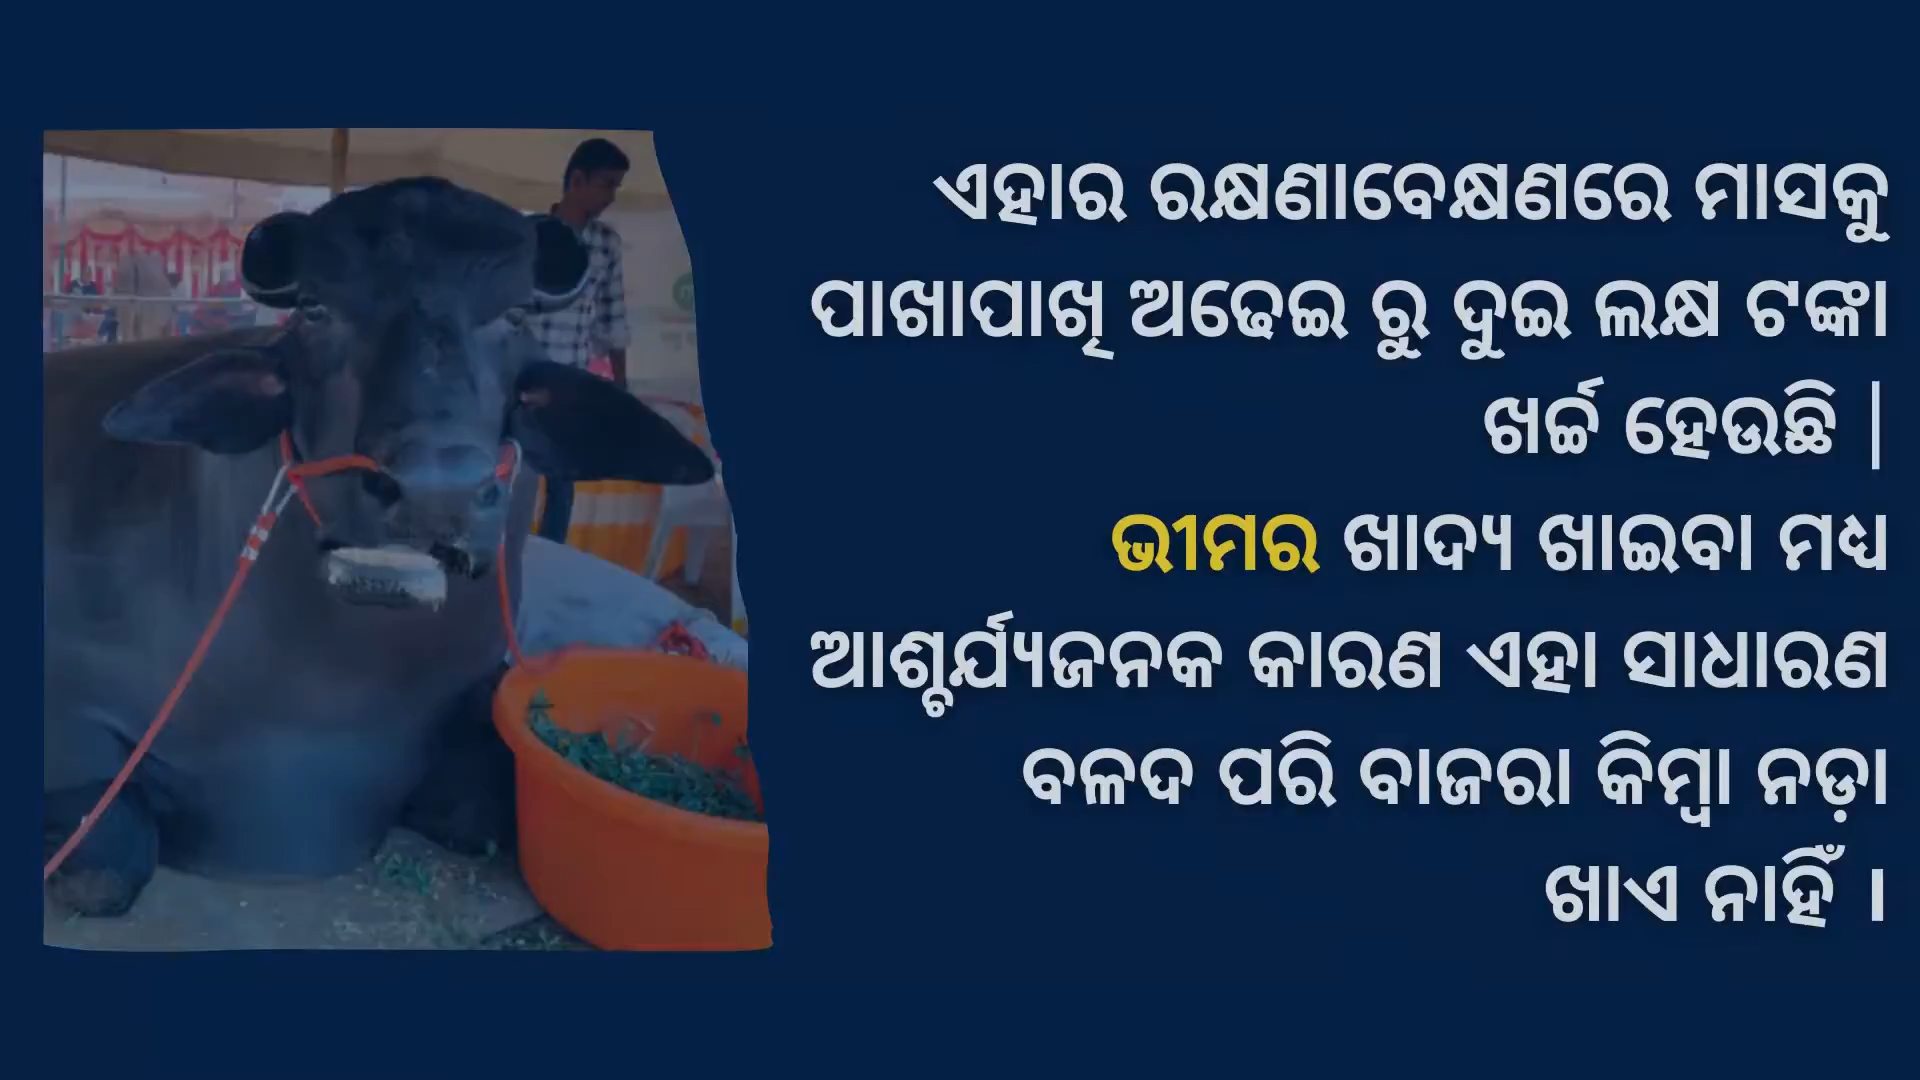 ଏହାର ରକ୍ଷଣାବେକ୍ଷଣରେ ମାସକୁ
ପାଖାପାଖି ଅଢେଇ ରୁ ଦୁଇ ଲକ୍ଷ ଟଙ୍କା
ଖର୍ଚ୍ଚ ହେଉଛି |
ଭୀମର ଖାଦ୍ୟ ଖାଇବା ମଧ୍ୟ
ଆଶ୍ଚର୍ଯ୍ୟଜନକ କାରଣ ଏହା ସାଧାରଣ
ବଳଦ ପରି ବାଜରା କିମ୍ବା ନଡ଼ା
ଖାଏ ନାହିଁ ।